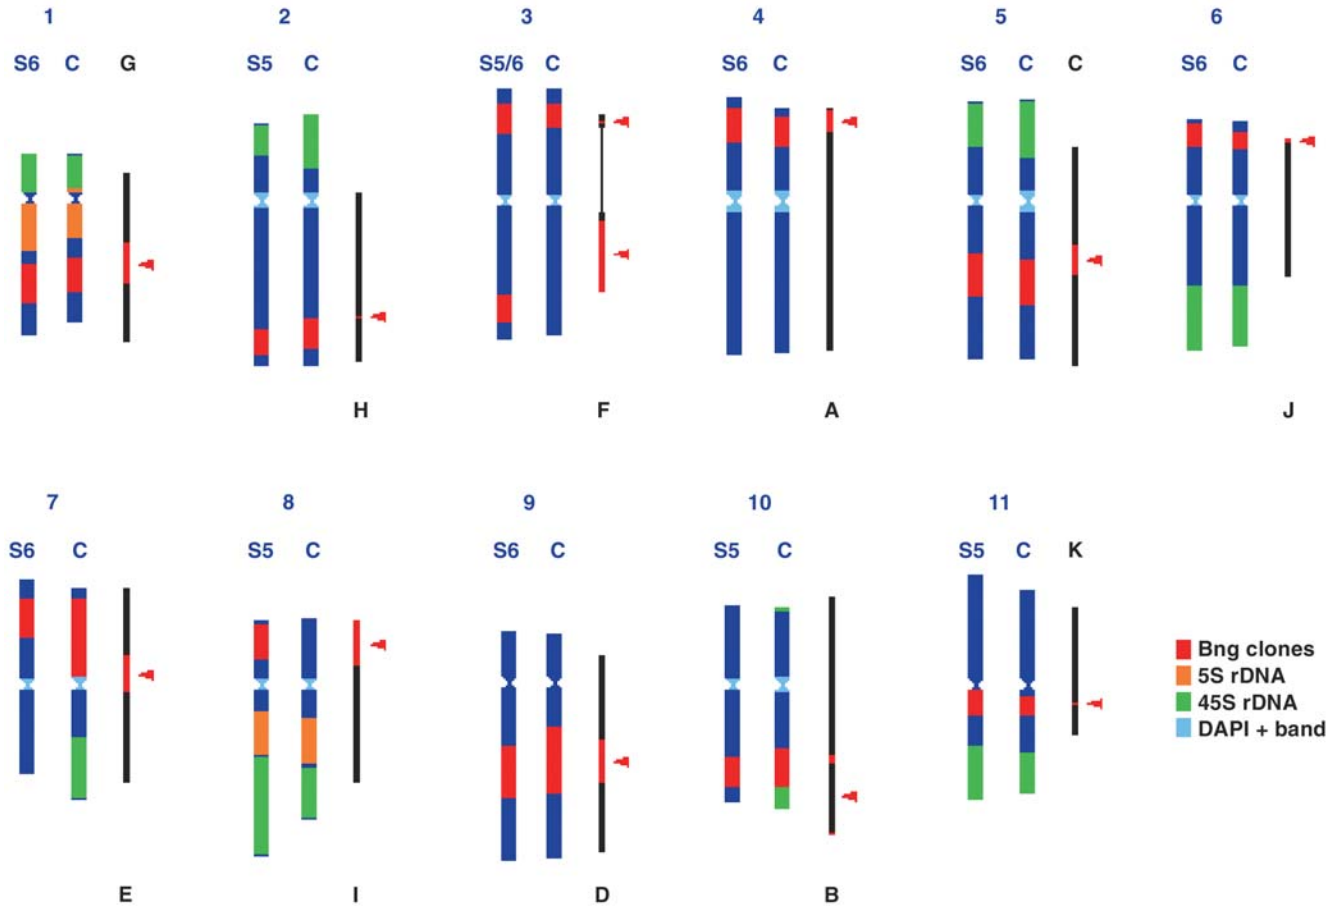 1 2 3 4 5 6
S6 C G S5 C S5/6 C S6 C S6 C C S6 C
H F A J
7 8 9 10 11
S6 C S5 C S6 C S5 C S5 C K
Bng clones
5S rDNA
45S rDNA
DAPI + band
E I D B